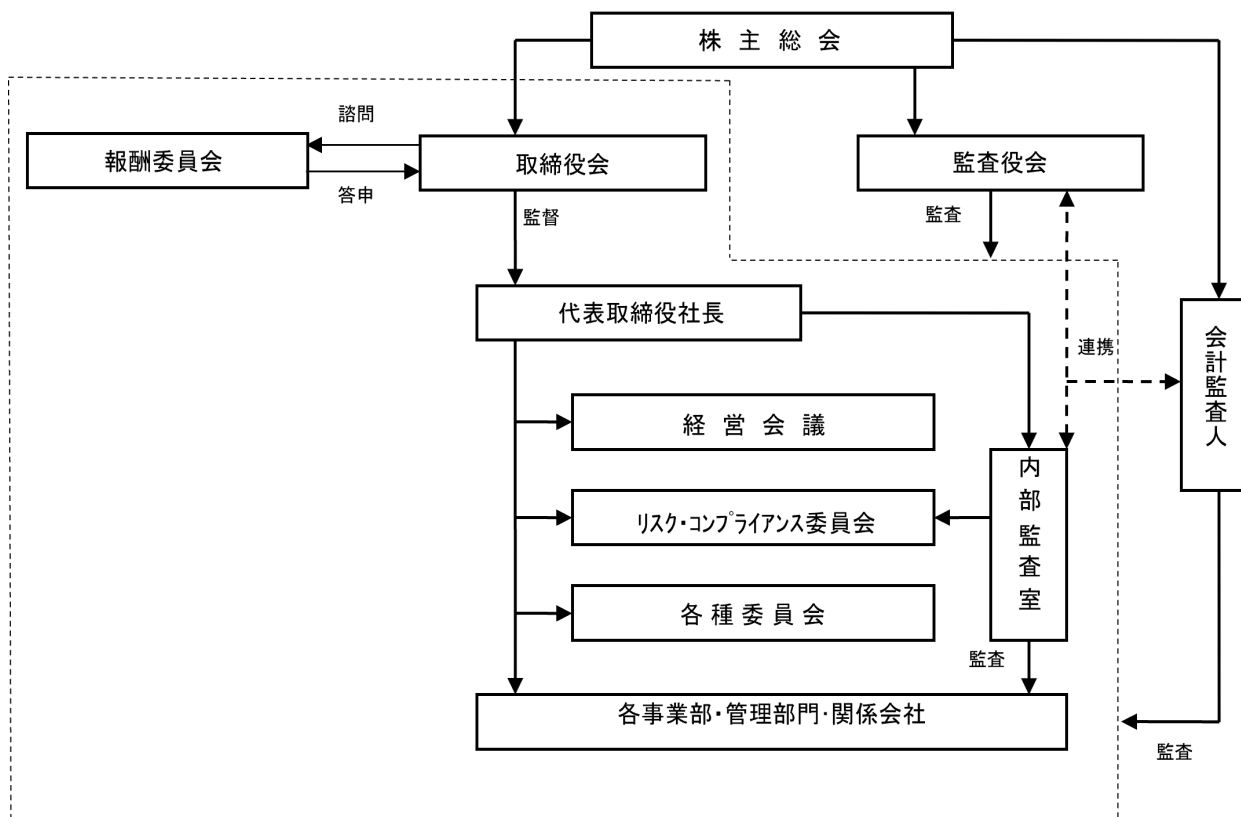 株主総会
諮問
報酬委員会
取締役会
監査役会
答申
監督
監査
代表取締役社長
連携
会計監査人
経営会議
内部監査室
リスク・コンプライアンス委員会
各種委員会
監査
各事業部・管理部門・関係会社
監査